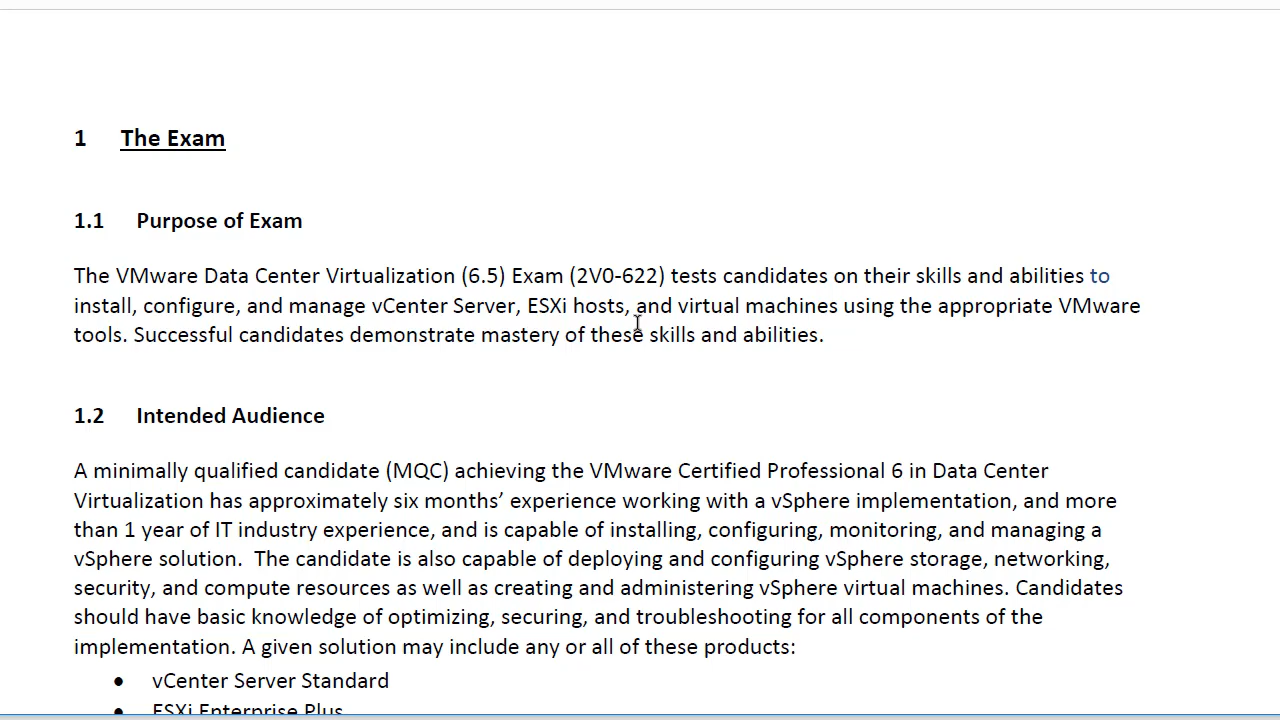 1 The Exam
1.1 Purpose of Exam
The VMware Data Center Virtualization (6.5) Exam (2V0-622) tests candidates on their skills and abilities to
install, configure, and manage vCenter Server, ESXi hosts, and virtual machines using the appropriate VMware
tools. Successful candidates demonstrate mastery of these skills and abilities.
1.2 Intended Audience
A minimally qualified candidate (MQC) achieving the VMware Certified Professional 6 in Data Center
Virtualization has approximately six months’ experience working with a vSphere implementation, and more
than 1 year of IT industry experience, and is capable of installing, configuring, monitoring, and managing a
vSphere solution.  The candidate is also capable of deploying and configuring vSphere storage, networking,
security, and compute resources as well as creating and administering vSphere virtual machines. Candidates
should have basic knowledge of optimizing, securing, and troubleshooting for all components of the
implementation. A given solution may include any or all of these products:
• vCenter Server Standard
• ESXi Enterprise Plus